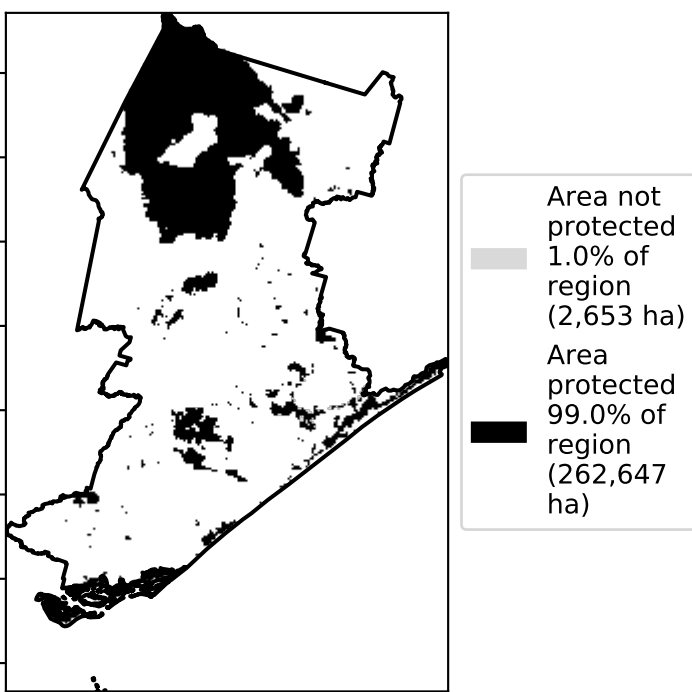 Area not
protected
1.0% of
region
(2,653 ha)
Area
protected
99.0% of
region
(262,647
ha)